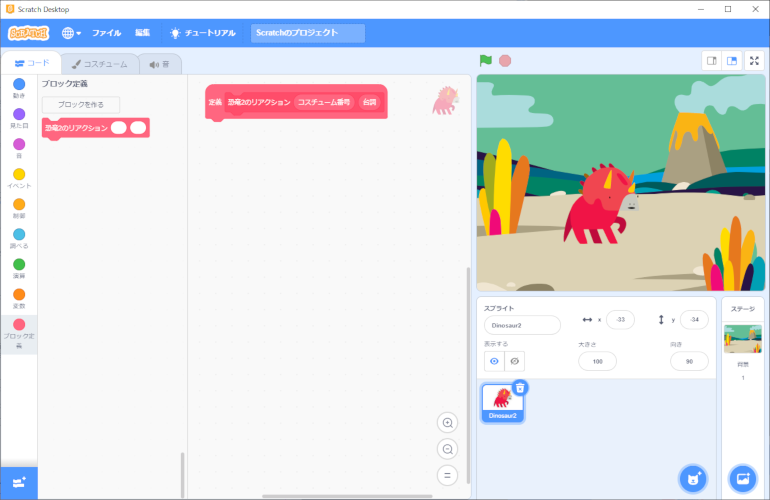 Scratch Desktop
SCRATCH
ファイル
編集
チュートリアル
Scratchのプロジェクト
コード
コスチューム
音
動き
見た目
音
イベント
制御
調べる
演算
変数
ブロック定義
ブロック定義
ブロックを作る
恐竜2のリアクション
定義 恐竜2のリアクション コスチューム番号 台詞
スプライト
Dinosaur2
x -33
y -34
表示する
大きさ
100
向き
90
Dinosaur2
ステージ
背景
1